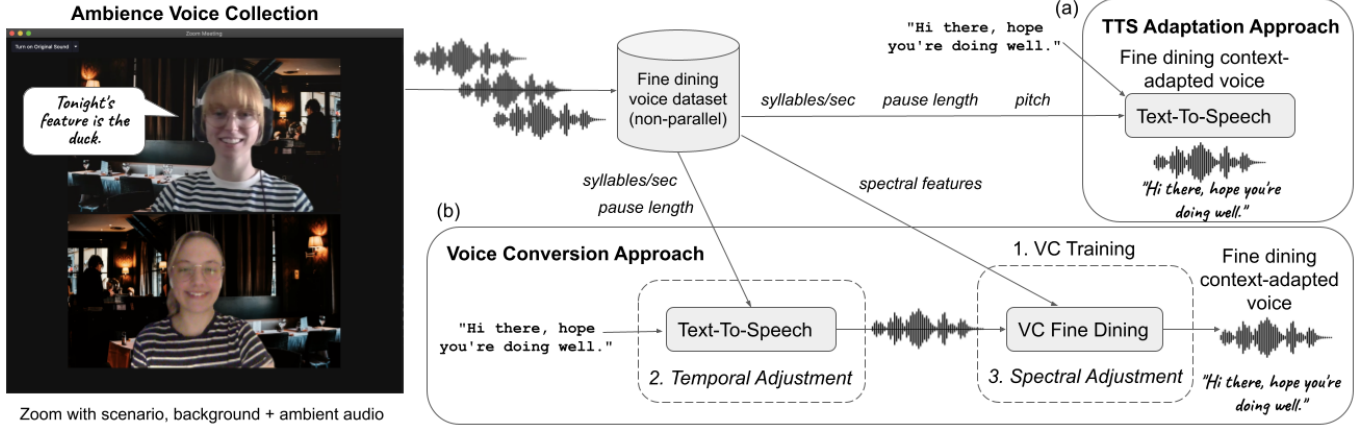 Ambience Voice Collection
Zoom Meeting
Turn on Original Sound
Tonight's
feature is the
duck.
Zoom with scenario, background + ambient audio
Fine dining
voice dataset
(non-parallel)
syllables/sec pause length pitch
(a)
TTS Adaptation Approach
"Hi there, hope
you're doing well."
Fine dining context-
adapted voice
Text-To-Speech
"Hi there, hope you're
doing well."
syllables/sec
pause length
spectral features
(b)
Voice Conversion Approach
"Hi there, hope
you're doing well."
Text-To-Speech
2. Temporal Adjustment
1. VC Training
VC Fine Dining
3. Spectral Adjustment
Fine dining
context-adapted
voice
"Hi there, hope you're
doing well."